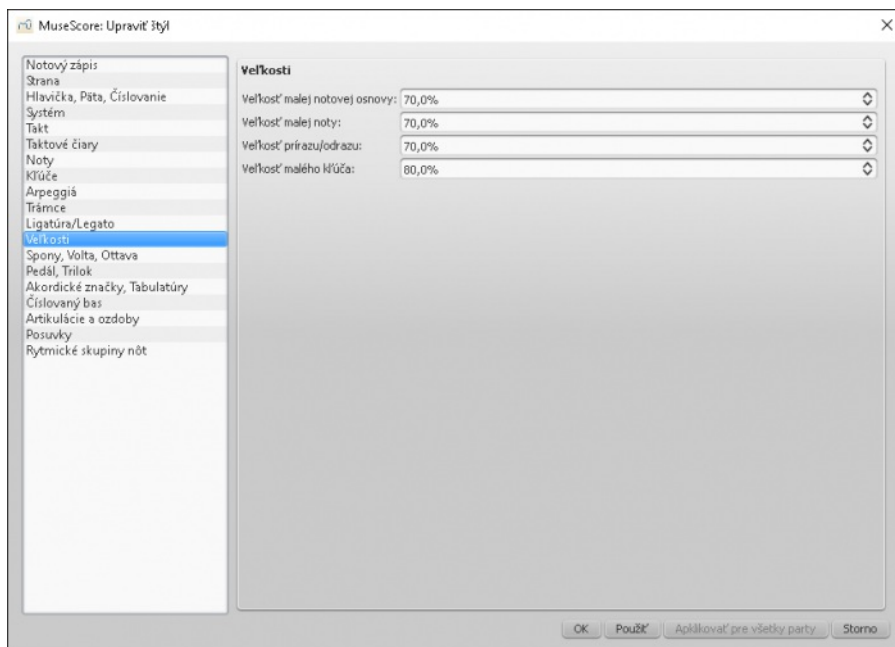 MuseScore: Upraviť štýl
Notový zápis
Strana
Hlavička, Päta, Číslovanie
Systém
Takt
Taktové čiary
Noty
Kľúče
Arpeggiá
Trámce
Ligatúra/Legato
Veľkosti
Spony, Volta, Ottava
Pedál, Trilok
Akordické značky, Tabulatúry
Číslovaný bas
Artikulácie a ozdoby
Posuvky
Rytmické skupiny nôt
Veľkosti
Veľkosť malej notovej osnovy: 70,0%
Veľkosť malej noty: 70,0%
Veľkosť prírazu/odrazu: 70,0%
Veľkosť malého kľúča: 80,0%
OK Použiť Aplikovať pre všetky party Storno